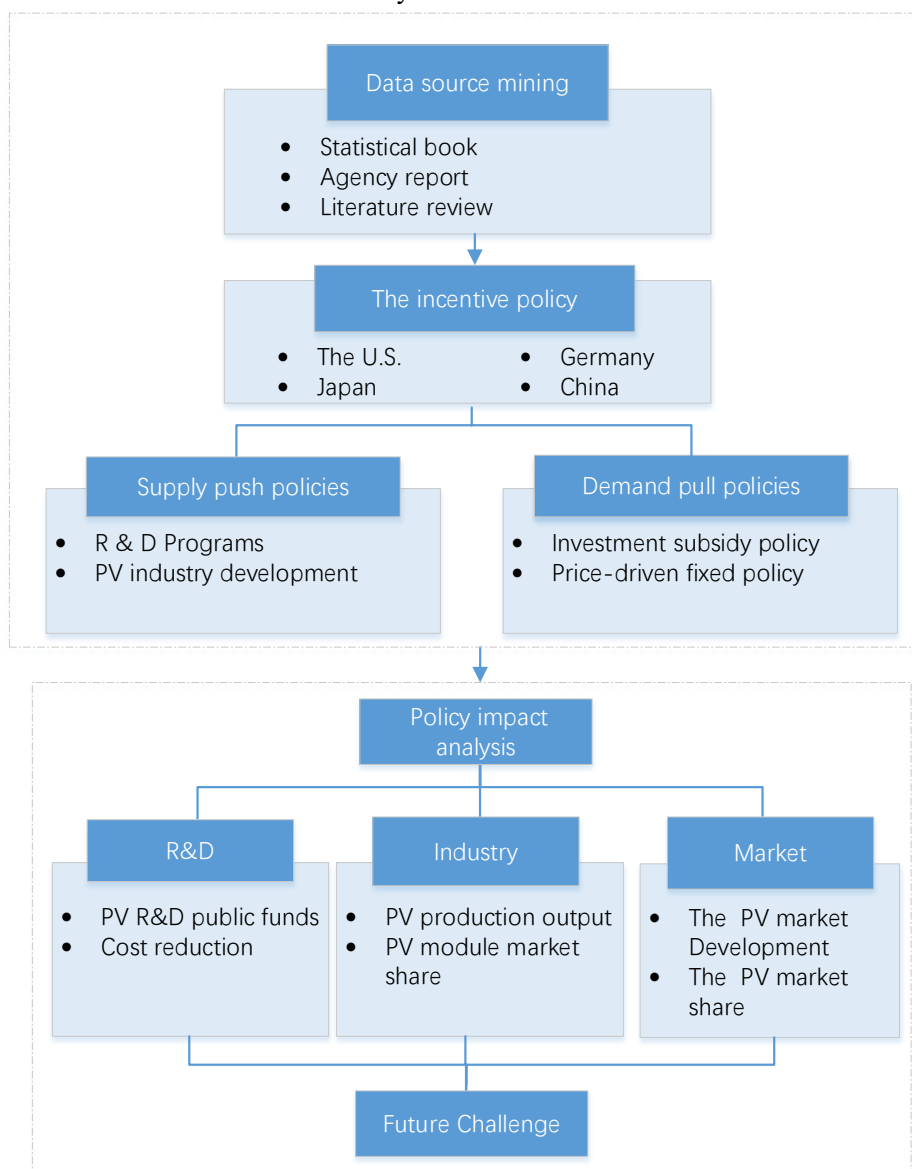 Data source mining
• Statistical book
• Agency report
• Literature review
The incentive policy
• The U.S.
• Japan
• Germany
• China
Supply push policies
• R & D Programs
• PV industry development
Demand pull policies
• Investment subsidy policy
• Price-driven fixed policy
Policy impact
analysis
R&D
• PV R&D public funds
• Cost reduction
Industry
• PV production output
• PV module market
share
Market
• The PV market
Development
• The PV market
share
Future Challenge